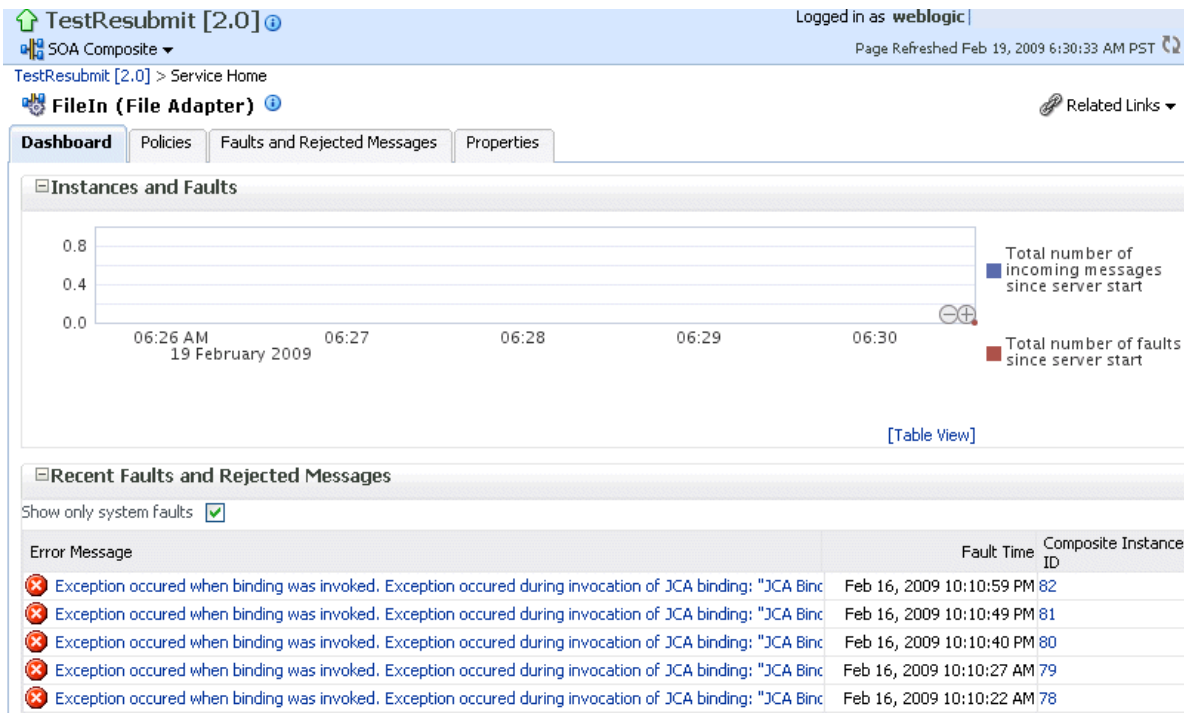 TestResubmit [2.0]
Logged in as weblogic
SOA Composite
Page Refreshed Feb 19, 2009 6:30:33 AM PST
TestResubmit [2.0] > Service Home
FileIn (File Adapter)
Related Links
Dashboard
Policies
Faults and Rejected Messages
Properties
Instances and Faults
0.8
0.4
0.0
06:26 AM
06:27
06:28
06:29
06:30
19 February 2009
Total number of
incoming messages
since server start
Total number of faults
since server start
[Table View]
Recent Faults and Rejected Messages
Show only system faults
Error Message
Fault Time
Composite Instance
ID
Exception occured when binding was invoked. Exception occured during invocation of JCA binding: "JCA Binc Feb 16, 2009 10:10:59 PM 82
Exception occured when binding was invoked. Exception occured during invocation of JCA binding: "JCA Binc Feb 16, 2009 10:10:49 PM 81
Exception occured when binding was invoked. Exception occured during invocation of JCA binding: "JCA Binc Feb 16, 2009 10:10:40 PM 80
Exception occured when binding was invoked. Exception occured during invocation of JCA binding: "JCA Binc Feb 16, 2009 10:10:27 AM 79
Exception occured when binding was invoked. Exception occured during invocation of JCA binding: "JCA Binc Feb 16, 2009 10:10:22 AM 78